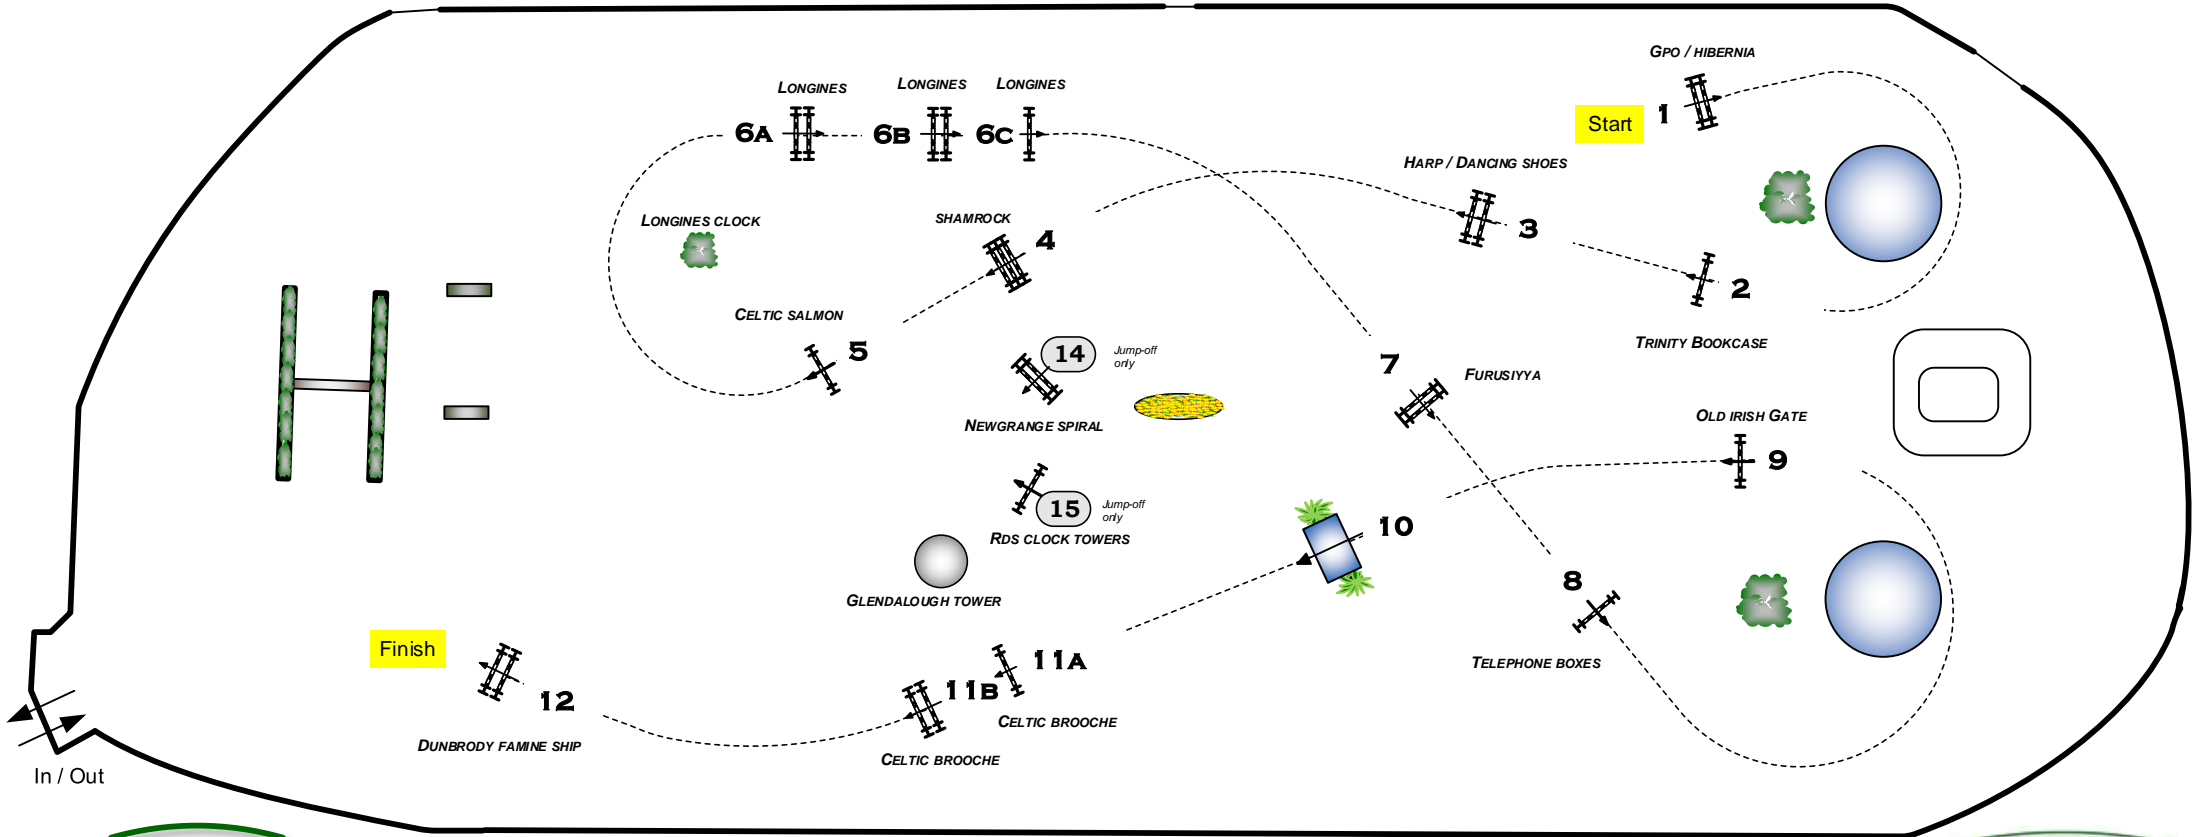 GPO / HIBERNIA
Start
1
LONGINES
LONGINES
LONGINES
6A
6B
6C
HARP / DANCING SHOES
3
LONGINES CLOCK
SHAMROCK
4
2
TRINITY BOOKCASE
CELTIC SALMON
5
14
Jump-off
only
NEWGRANGE SPIRAL
7
FURUSIYYA
OLD IRISH GATE
9
15
Jump-off
only
RDS CLOCK TOWERS
10
GLENDALOUGH TOWER
8
TELEPHONE BOXES
Finish
12
DUNBRODY FAMINE SHIP
11A
11B
CELTIC BROOCHE
CELTIC BROOCHE
In / Out